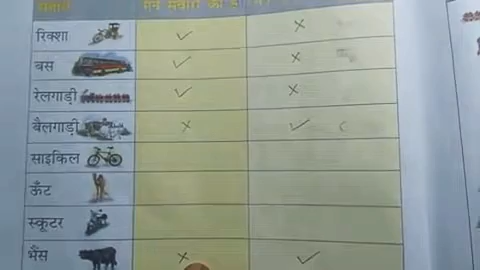 रिक्शा ✓ ×
बस ✓ ×
रेलगाड़ी ✓ ×
बैलगाड़ी × ✓
साइकिल
ऊँट
स्कूटर
भैंस × ✓